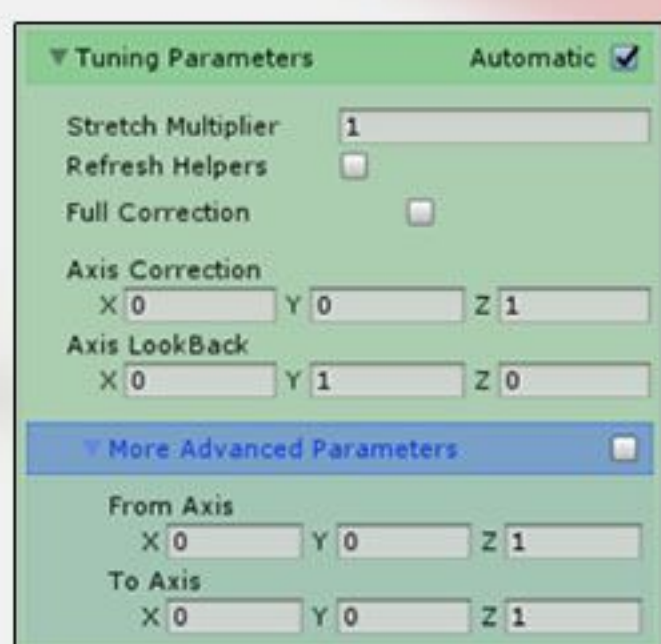 Tuning Parameters Automatic
Stretch Multiplier 1
Refresh Helpers
Full Correction
Axis Correction
X 0 Y 0 Z 1
Axis LookBack
X 0 Y 1 Z 0
More Advanced Parameters
From Axis
X 0 Y 0 Z 1
To Axis
X 0 Y 0 Z 1